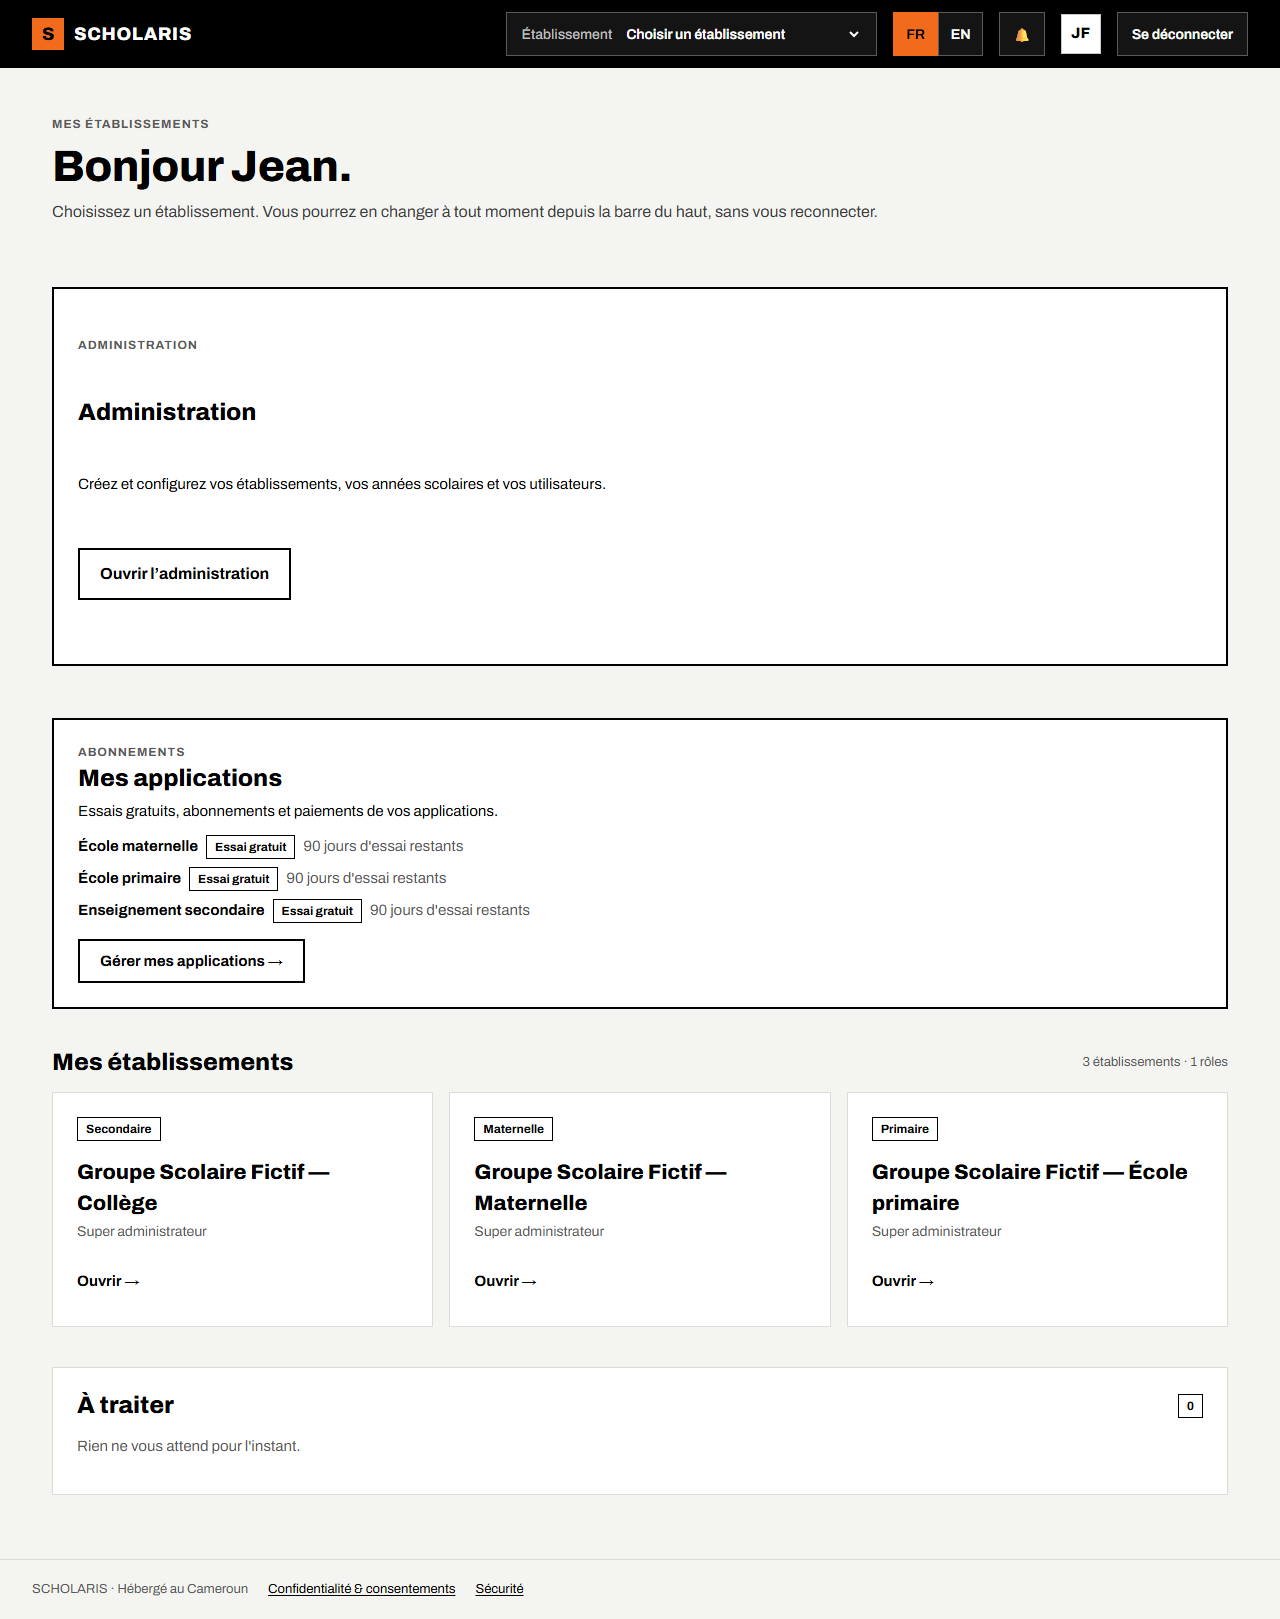 S SCHOLARIS
Établissement Choisir un établissement
FR EN
JF
Se déconnecter
MES ÉTABLISSEMENTS
Bonjour Jean.
Choisissez un établissement. Vous pourrez en changer à tout moment depuis la barre du haut, sans vous reconnecter.
ADMINISTRATION
Administration
Créez et configurez vos établissements, vos années scolaires et vos utilisateurs.
Ouvrir l’administration
ABONNEMENTS
Mes applications
Essais gratuits, abonnements et paiements de vos applications.
École maternelle Essai gratuit 90 jours d'essai restants
École primaire Essai gratuit 90 jours d'essai restants
Enseignement secondaire Essai gratuit 90 jours d'essai restants
Gérer mes applications →
Mes établissements
3 établissements · 1 rôles
Secondaire
Groupe Scolaire Fictif —
Collège
Super administrateur
Ouvrir →
Maternelle
Groupe Scolaire Fictif —
Maternelle
Super administrateur
Ouvrir →
Primaire
Groupe Scolaire Fictif — École
primaire
Super administrateur
Ouvrir →
À traiter
0
Rien ne vous attend pour l'instant.
SCHOLARIS · Hébergé au Cameroun Confidentialité & consentements Sécurité